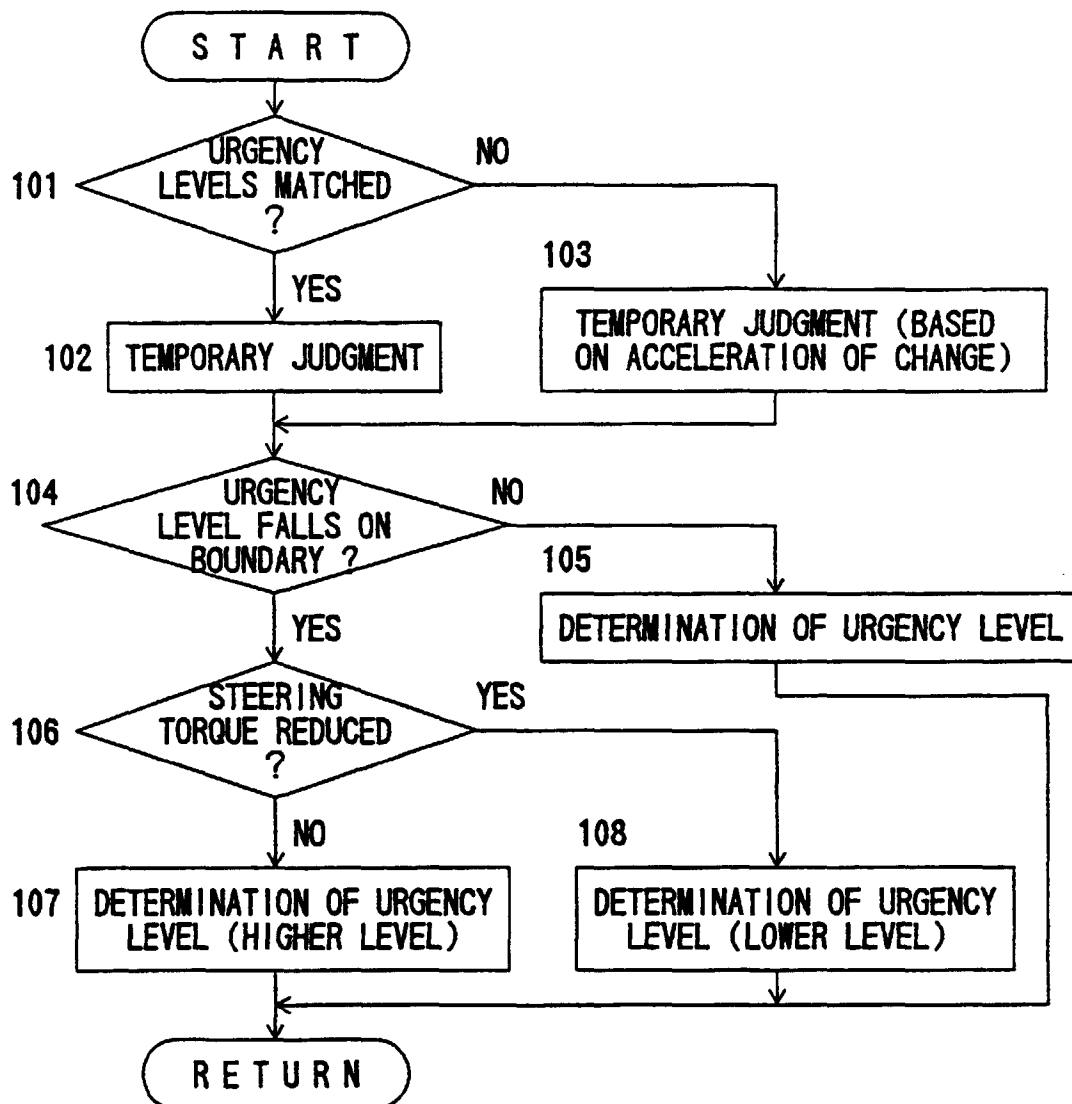 START
URGENCY
LEVELS MATCHED
?
NO
101
YES
103
TEMPORARY JUDGMENT (BASED
ON ACCELERATION OF CHANGE)
102
TEMPORARY JUDGMENT
104
URGENCY
LEVEL FALLS ON
BOUNDARY ?
NO
105
YES
DETERMINATION OF URGENCY LEVEL
STEERING
TORQUE REDUCED
?
YES
106
NO
108
107
DETERMINATION OF URGENCY
LEVEL (HIGHER LEVEL)
DETERMINATION OF URGENCY
LEVEL (LOWER LEVEL)
RETURN